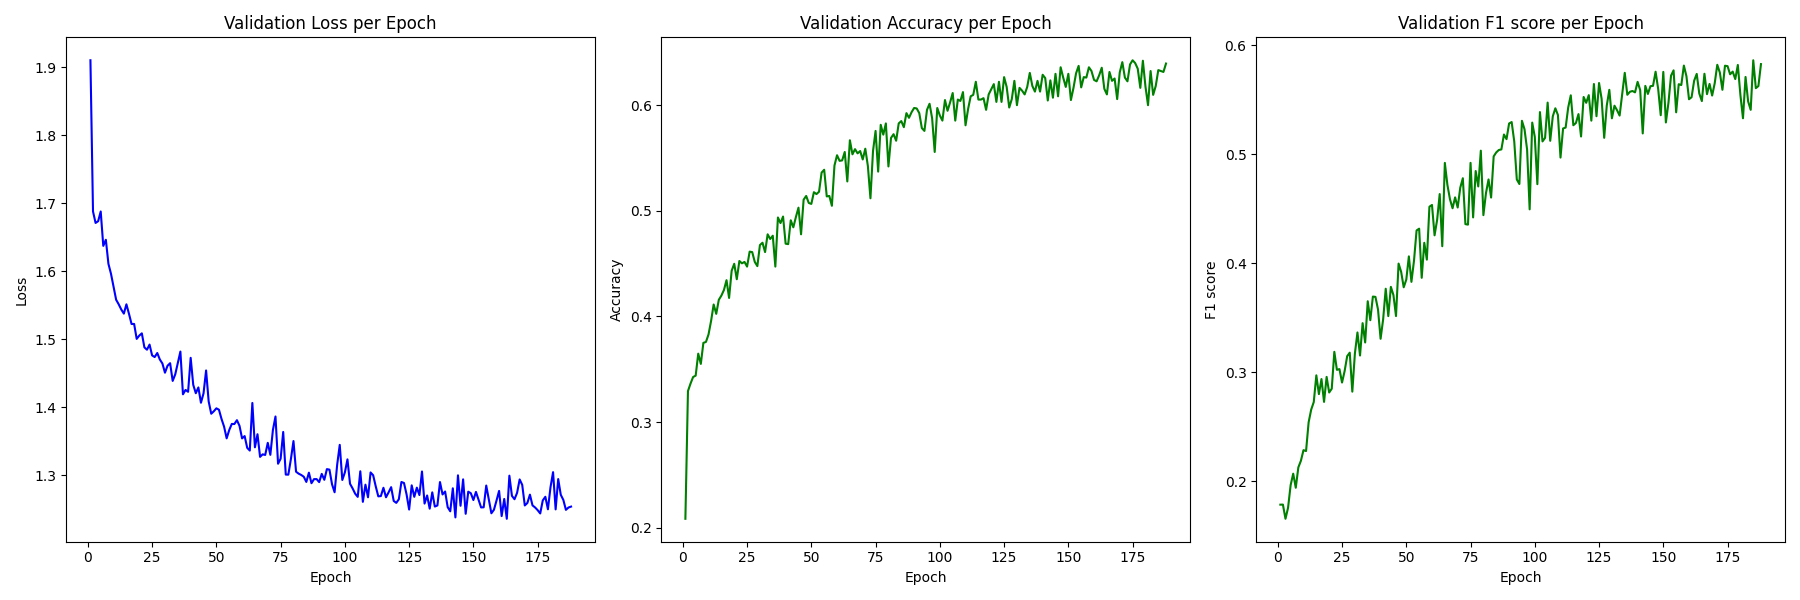 Validation Loss per Epoch
Loss
1.9
1.8
1.7
1.6
1.5
1.4
1.3
0 25 50 75 100 125 150 175
Epoch
Validation Accuracy per Epoch
Accuracy
0.6
0.5
0.4
0.3
0.2
0 25 50 75 100 125 150 175
Epoch
Validation F1 score per Epoch
F1 score
0.6
0.5
0.4
0.3
0.2
0 25 50 75 100 125 150 175
Epoch